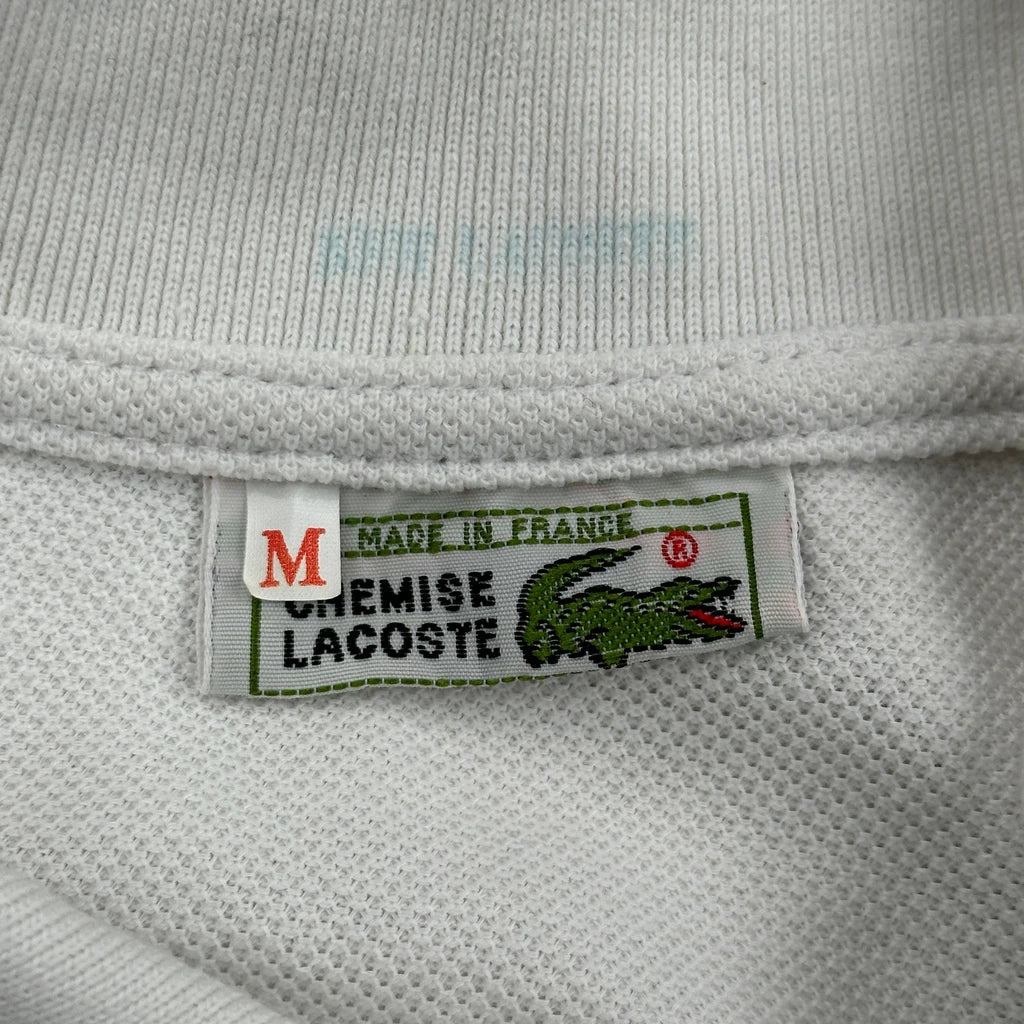 M
MADE IN FRANCE
®
CHEMISE
LACOSTE